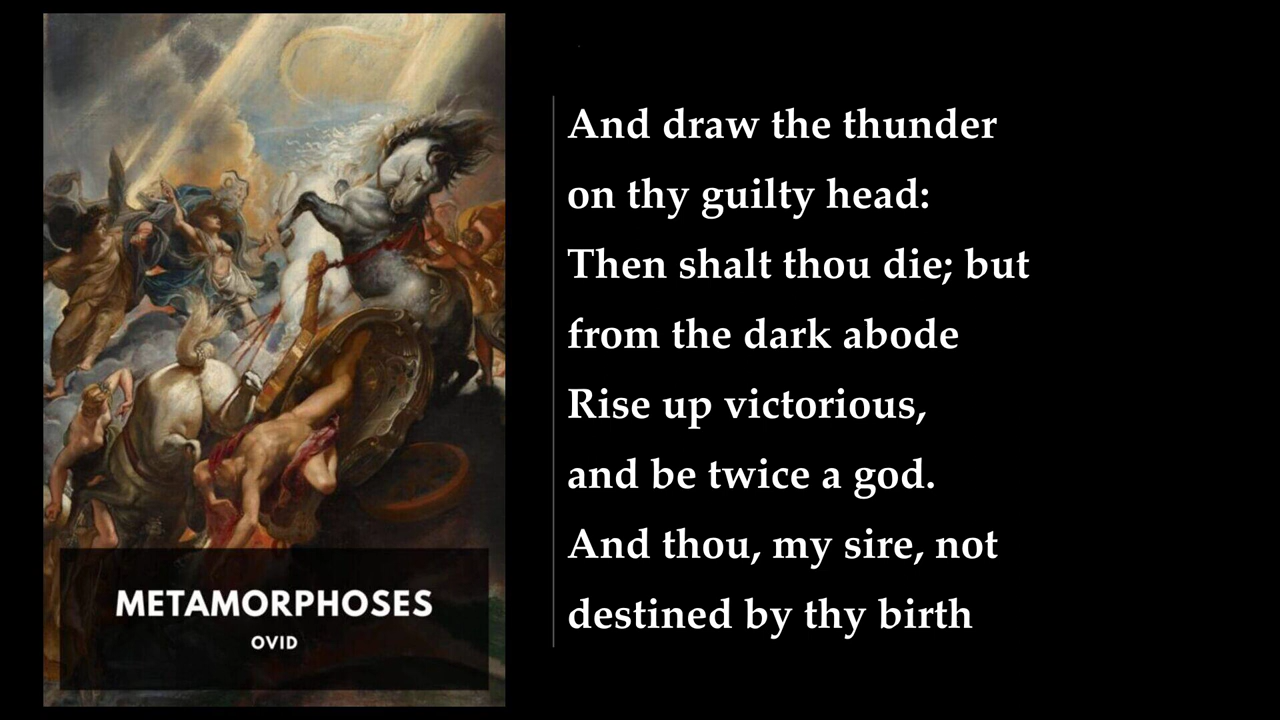 METAMORPHOSES
OVID
And draw the thunder
on thy guilty head:
Then shalt thou die; but
from the dark abode
Rise up victorious,
and be twice a god.
And thou, my sire, not
destined by thy birth